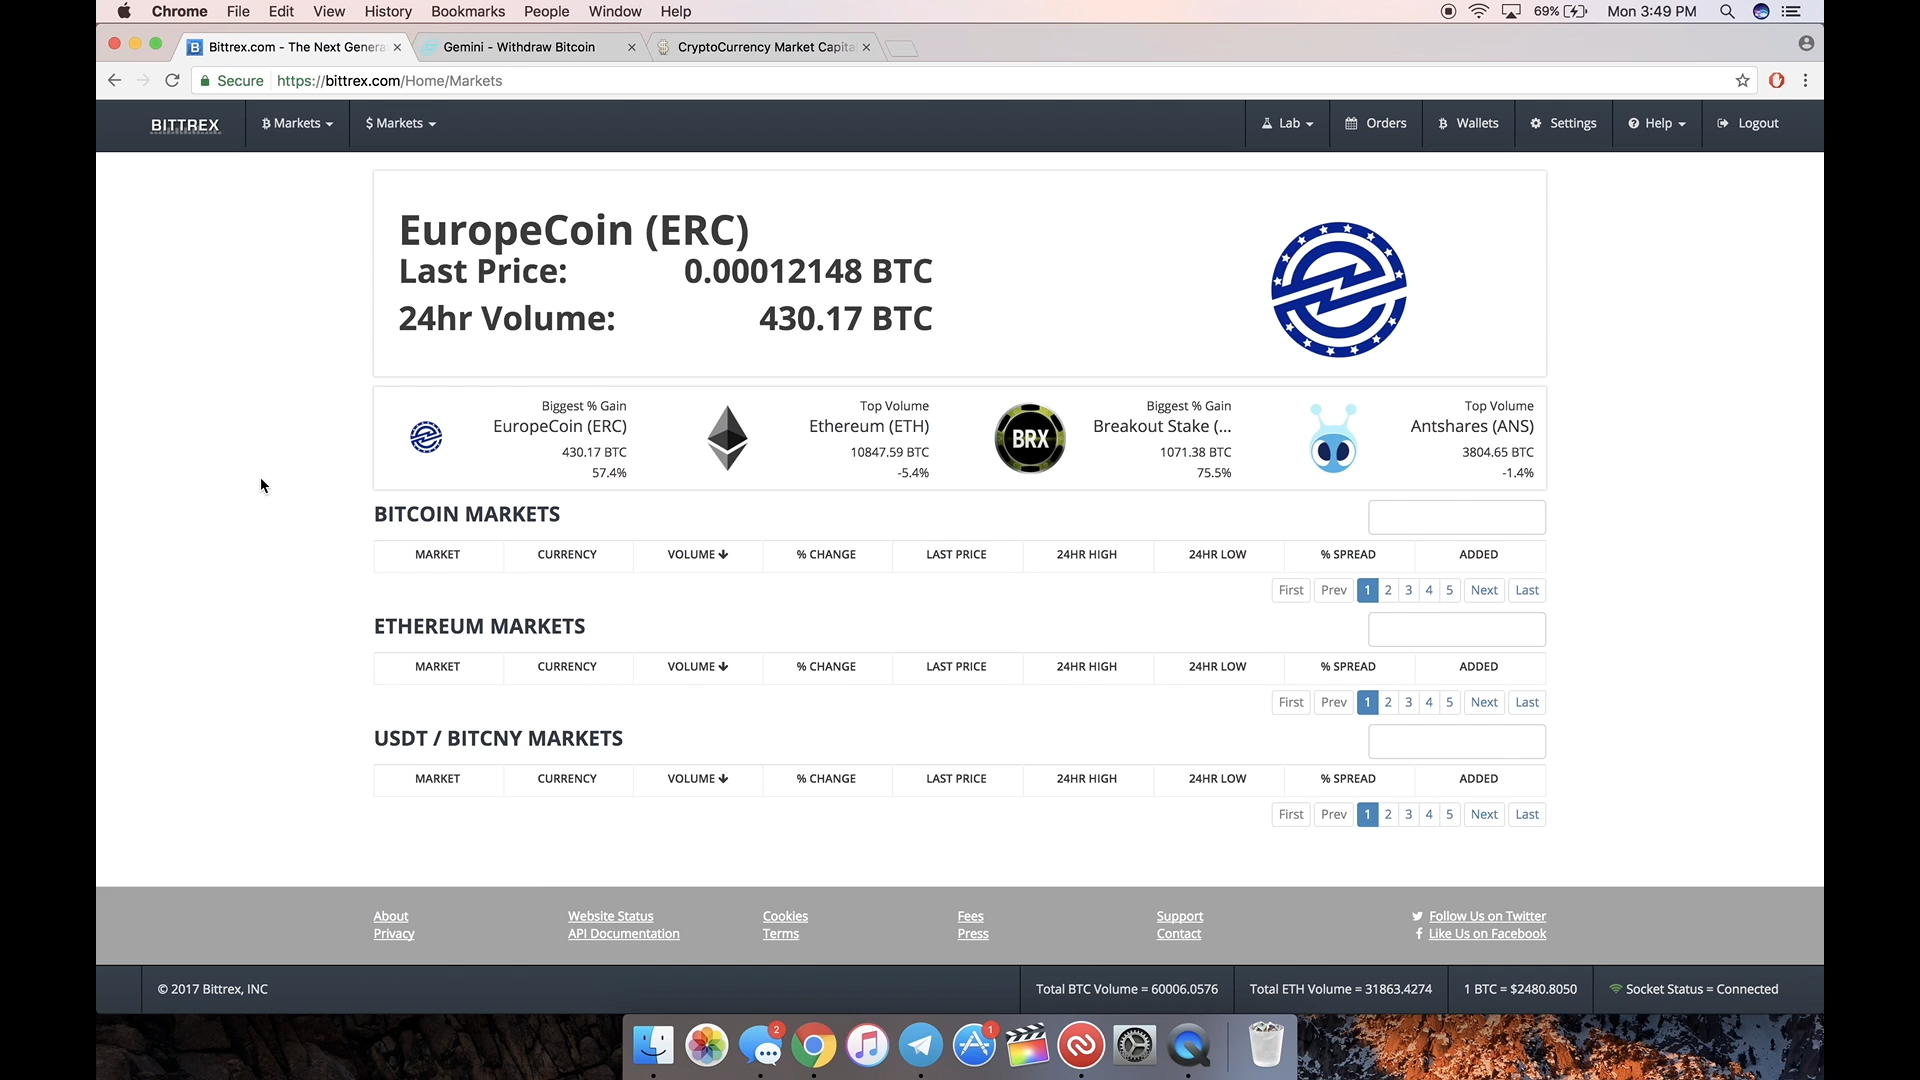 Chrome File Edit View History Bookmarks People Window Help 69% Mon 3:49 PM
Bittrex.com - The Next Genera Gemini - Withdraw Bitcoin CryptoCurrency Market Capita
Secure https://bittrex.com/Home/Markets
BITTREX Ƀ Markets $ Markets Lab Orders Ƀ Wallets Settings Help Logout
EuropeCoin (ERC)
Last Price: 0.00012148 BTC
24hr Volume: 430.17 BTC
Biggest % Gain
EuropeCoin (ERC)
430.17 BTC
57.4%
Top Volume
Ethereum (ETH)
10847.59 BTC
-5.4%
BRX
Biggest % Gain
Breakout Stake (...
1071.38 BTC
75.5%
Top Volume
Antshares (ANS)
3804.65 BTC
-1.4%
BITCOIN MARKETS
MARKET CURRENCY VOLUME % CHANGE LAST PRICE 24HR HIGH 24HR LOW % SPREAD ADDED
First Prev 1 2 3 4 5 Next Last
ETHEREUM MARKETS
MARKET CURRENCY VOLUME % CHANGE LAST PRICE 24HR HIGH 24HR LOW % SPREAD ADDED
First Prev 1 2 3 4 5 Next Last
USDT / BITCNY MARKETS
MARKET CURRENCY VOLUME % CHANGE LAST PRICE 24HR HIGH 24HR LOW % SPREAD ADDED
First Prev 1 2 3 4 5 Next Last
About Website Status Cookies Fees Support Follow Us on Twitter
Privacy API Documentation Terms Press Contact Like Us on Facebook
© 2017 Bittrex, INC Total BTC Volume = 60006.0576 Total ETH Volume = 31863.4274 1 BTC = $2480.8050 Socket Status = Connected
2 1